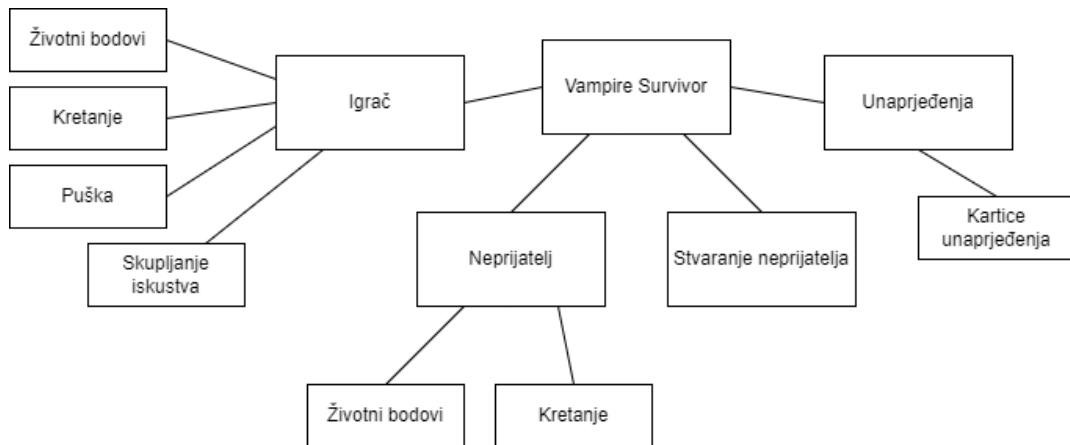 Životni bodovi
Kretanje
Puška
Skupljanje
iskustva
Igrač
Vampire Survivor
Unaprjeđenja
Kartice
unaprjeđenja
Neprijatelj
Stvaranje neprijatelja
Životni bodovi
Kretanje